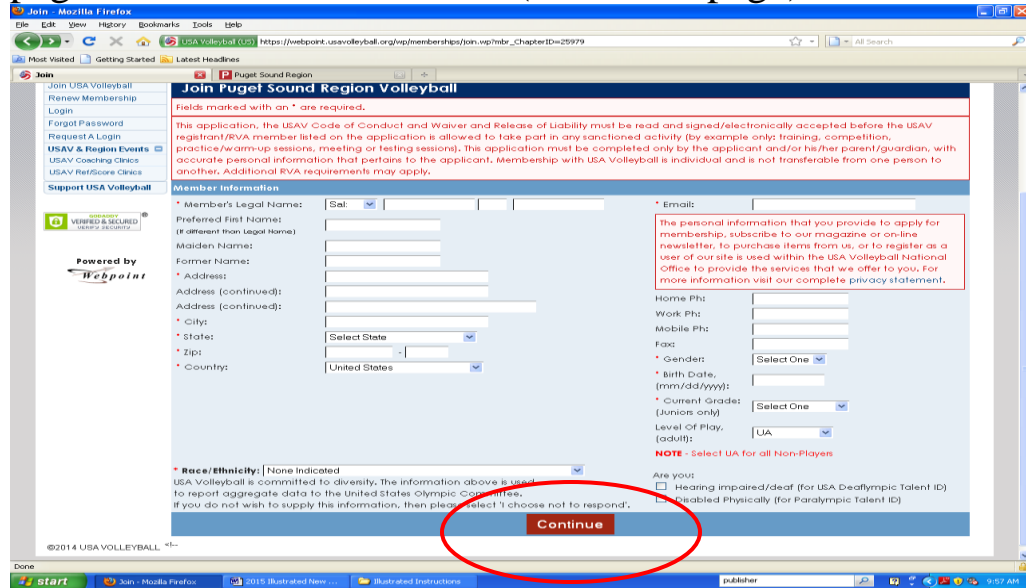 Join - Mozilla Firefox
File Edit View History Bookmarks Tools Help
USA Volleyball (US) https://webpoint.usavolleyball.org/wp/memberships/join.wp?mbr_ChapterID=25979
All Search
Most Visited Getting Started Latest Headlines
Join Puget Sound Region
Join USA Volleyball
Renew Membership
Login
Forgot Password
Request A Login
USAV & Region Events
USAV Coaching Clinics
USAV Ref/Score Clinics
Support USA Volleyball
VERIFIED & SECURED
VERIFY SECURITY
Powered by
Webpoint
Join Puget Sound Region Volleyball
Fields marked with an * are required.
This application, the USAV Code of Conduct and Waiver and Release of Liability must be read and signed/electronically accepted before the USAV
registrant/RVA member listed on the application is allowed to take part in any sanctioned activity (by example only: training, competition,
practice/warm-up sessions, meeting or testing sessions). This application must be completed only by the applicant and/or his/her parent/guardian, with
accurate personal information that pertains to the applicant. Membership with USA Volleyball is individual and is not transferable from one person to
another. Additional RVA requirements may apply.
Member Information
* Member's Legal Name: Sal:
Preferred First Name:
(If different than Legal Name)
Maiden Name:
Former Name:
* Address:
Address (continued):
Address (continued):
* City:
* State: Select State
* Zip: -
* Country: United States
* Email:
The personal information that you provide to apply for
membership, subscribe to our magazine or on-line
newsletter, to purchase items from us, or to register as a
user of our site is used within the USA Volleyball National
Office to provide the services that we offer to you. For
more information visit our complete privacy statement.
Home Ph:
Work Ph:
Mobile Ph:
Fax:
* Gender: Select One
* Birth Date,
(mm/dd/yyyy):
* Current Grade:
(Juniors only) Select One
Level Of Play,
(adult): UA
NOTE - Select UA for all Non-Players
* Race/Ethnicity: None Indicated
USA Volleyball is committed to diversity. The information above is used
to report aggregate data to the United States Olympic Committee.
If you do not wish to supply this information, then please select 'I choose not to respond'.
Are you:
Hearing impaired/deaf (for USA Deaflympic Talent ID)
Disabled Physically (for Paralympic Talent ID)
Continue
©2014 USA VOLLEYBALL <!--
Done
start Join - Mozilla Firefox 2015 Illustrated New ... Illustrated Instructions publisher 9:57 AM